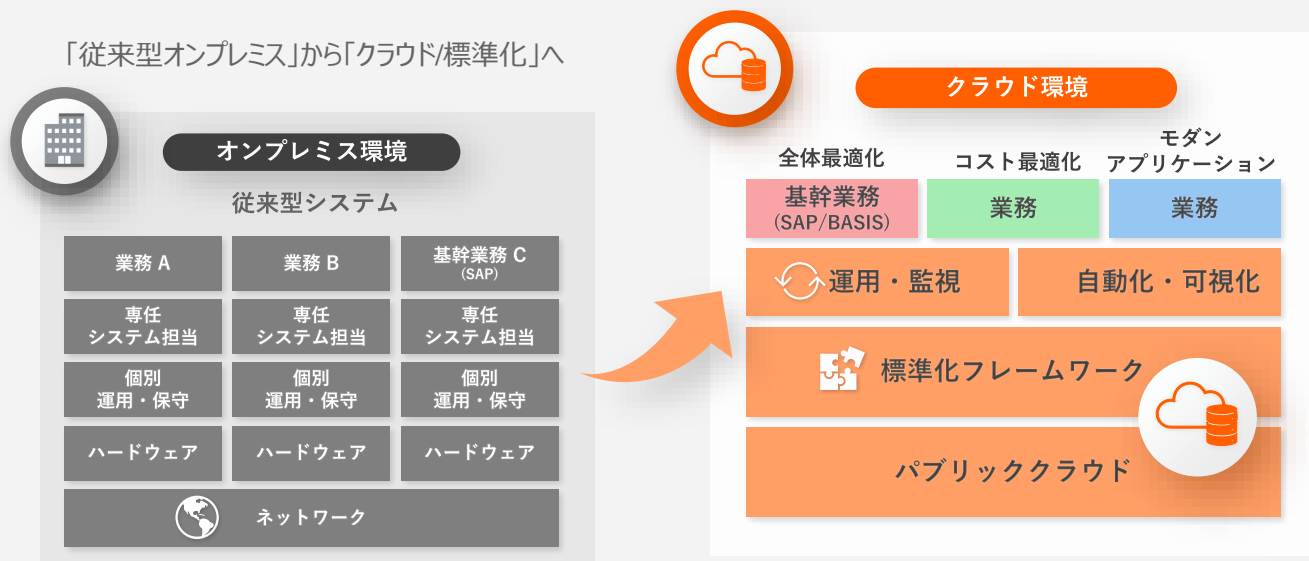 「従来型オンプレミス」から「クラウド/標準化」へ
オンプレミス環境
従来型システム
業務 A
業務 B
基幹業務 C
(SAP)
専任
システム担当
専任
システム担当
専任
システム担当
個別
運用・保守
個別
運用・保守
個別
運用・保守
ハードウェア
ハードウェア
ハードウェア
ネットワーク
クラウド環境
全体最適化
コスト最適化
モダン
アプリケーション
基幹業務
(SAP/BASIS)
業務
業務
運用・監視
自動化・可視化
標準化フレームワーク
パブリッククラウド